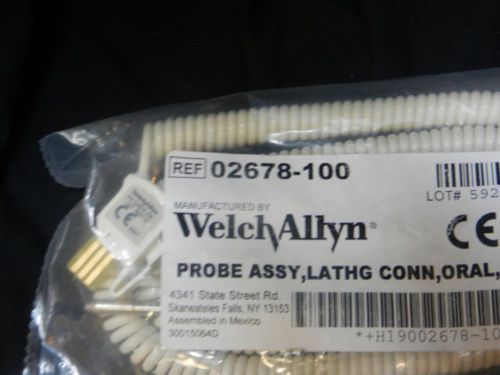 REF 02678-100
LOT# 592
MANUFACTURED BY
WelchAllyn®
CE
PROBE ASSY,LATHG CONN,ORAL,
4341 State Street Rd.
Skaneateles Falls, NY 13153
Assembled in Mexico
30015064D
*+H19002678-10
CE